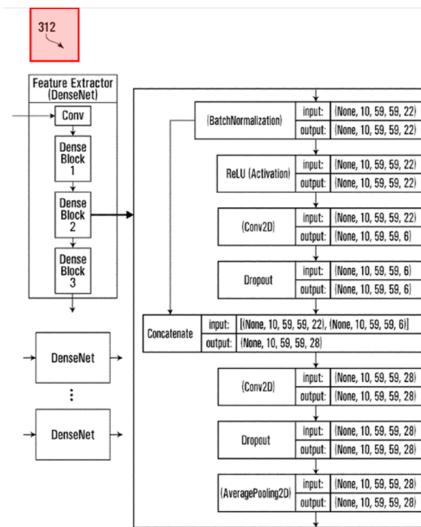 312
Feature Extractor
(DenseNet)
Conv
Dense
Block
1
Dense
Block
2
Dense
Block
3
DenseNet
DenseNet
(BatchNormalization)
input: (None, 10, 59, 59, 22)
output: (None, 10, 59, 59, 22)
ReLU (Activation)
input: (None, 10, 59, 59, 22)
output: (None, 10, 59, 59, 22)
(Conv2D)
input: (None, 10, 59, 59, 22)
output: (None, 10, 59, 59, 6)
Dropout
input: (None, 10, 59, 59, 6)
output: (None, 10, 59, 59, 6)
Concatenate
input: [(None, 10, 59, 59, 22), (None, 10, 59, 59, 6)]
output: (None, 10, 59, 59, 28)
(Conv2D)
input: (None, 10, 59, 59, 28)
output: (None, 10, 59, 59, 28)
Dropout
input: (None, 10, 59, 59, 28)
output: (None, 10, 59, 59, 28)
(AveragePooling2D)
input: (None, 10, 59, 59, 28)
output: (None, 10, 59, 59, 28)